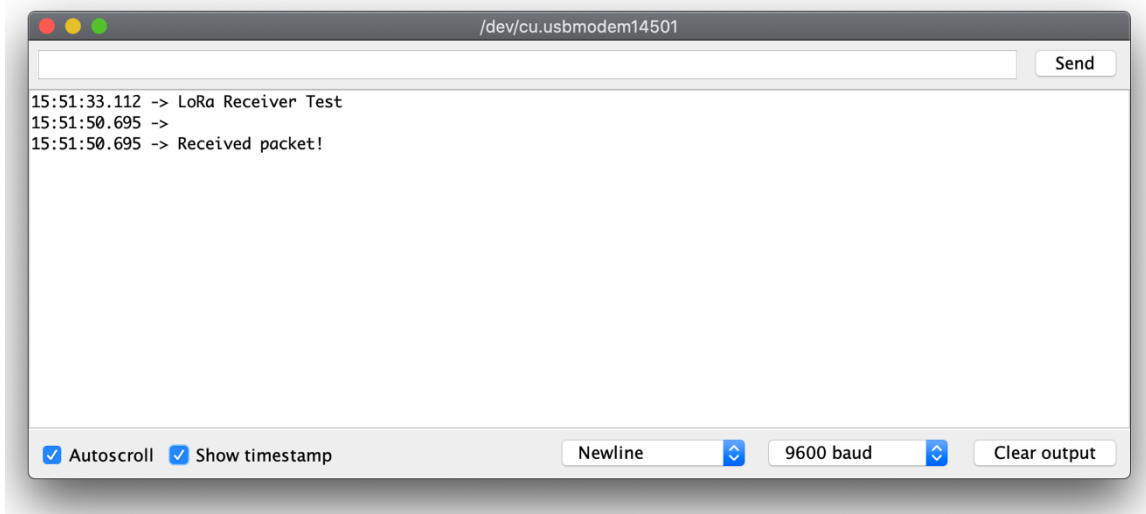 /dev/cu.usbmodem14501
Send
15:51:33.112 -> LoRa Receiver Test
15:51:50.695 ->
15:51:50.695 -> Received packet!
Autoscroll Show timestamp Newline 9600 baud Clear output